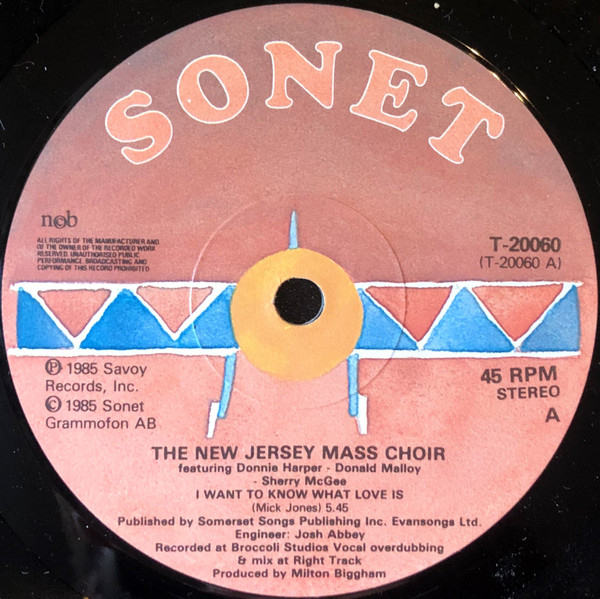 SONET
n©b
ALL RIGHTS OF THE MANUFACTURER AND
OF THE OWNER OF THE RECORDED WORK
RESERVED. UNAUTHORISED PUBLIC
PERFORMANCE, BROADCASTING AND
COPYING OF THIS RECORD PROHIBITED
T-20060
(T-20060 A)
℗ 1985 Savoy
Records, Inc.
© 1985 Sonet
Grammofon AB
45 RPM
STEREO
A
THE NEW JERSEY MASS CHOIR
featuring Donnie Harper - Donald Malloy
- Sherry McGee
I WANT TO KNOW WHAT LOVE IS
(Mick Jones) 5.45
Published by Somerset Songs Publishing Inc. Evansongs Ltd.
Engineer: Josh Abbey
Recorded at Broccoli Studios Vocal overdubbing
& mix at Right Track
Produced by Milton Biggham